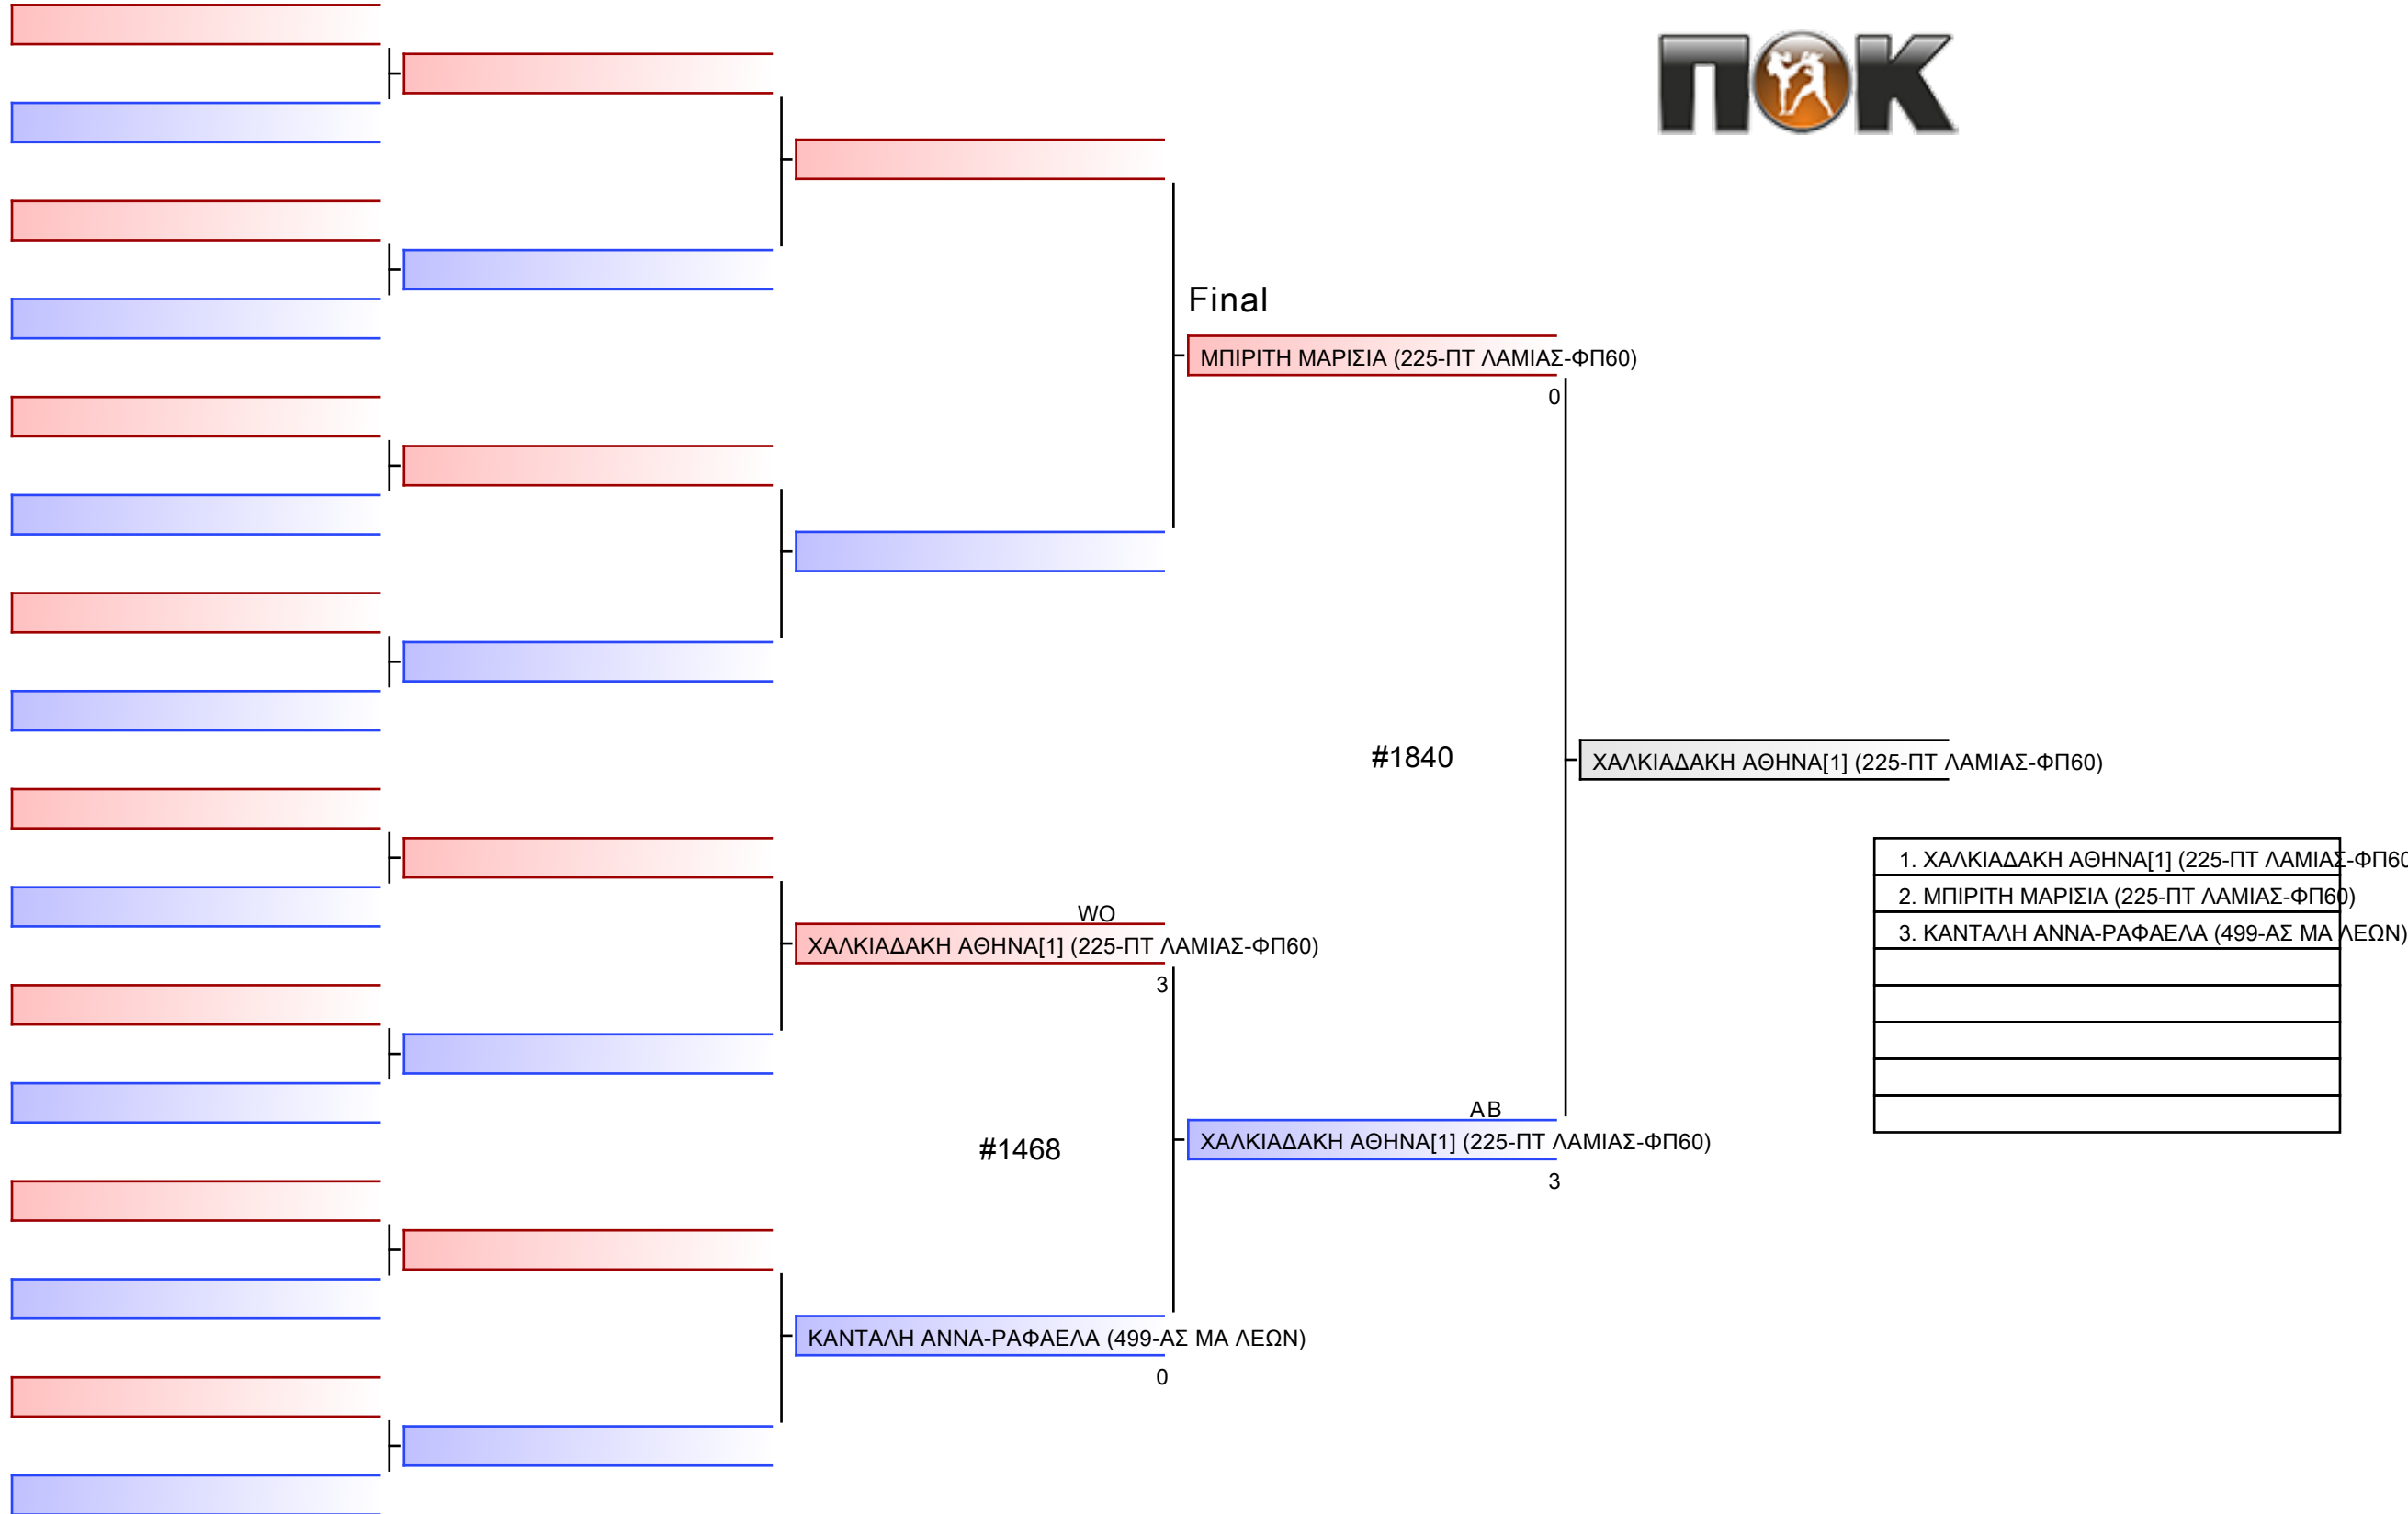 ΠΟΚ
Final
ΜΠΙΡΙΤΗ ΜΑΡΙΣΙΑ (225-ΠΤ ΛΑΜΙΑΣ-ΦΠ60)
0
#1840
ΧΑΛΚΙΑΔΑΚΗ ΑΘΗΝΑ[1] (225-ΠΤ ΛΑΜΙΑΣ-ΦΠ60)
1. ΧΑΛΚΙΑΔΑΚΗ ΑΘΗΝΑ[1] (225-ΠΤ ΛΑΜΙΑΣ-ΦΠ60
2. ΜΠΙΡΙΤΗ ΜΑΡΙΣΙΑ (225-ΠΤ ΛΑΜΙΑΣ-ΦΠ60)
3. ΚΑΝΤΑΛΗ ΑΝΝΑ-ΡΑΦΑΕΛΑ (499-ΑΣ ΜΑ ΛΕΩΝ)
WO
ΧΑΛΚΙΑΔΑΚΗ ΑΘΗΝΑ[1] (225-ΠΤ ΛΑΜΙΑΣ-ΦΠ60)
3
AB
ΧΑΛΚΙΑΔΑΚΗ ΑΘΗΝΑ[1] (225-ΠΤ ΛΑΜΙΑΣ-ΦΠ60)
3
#1468
ΚΑΝΤΑΛΗ ΑΝΝΑ-ΡΑΦΑΕΛΑ (499-ΑΣ ΜΑ ΛΕΩΝ)
0